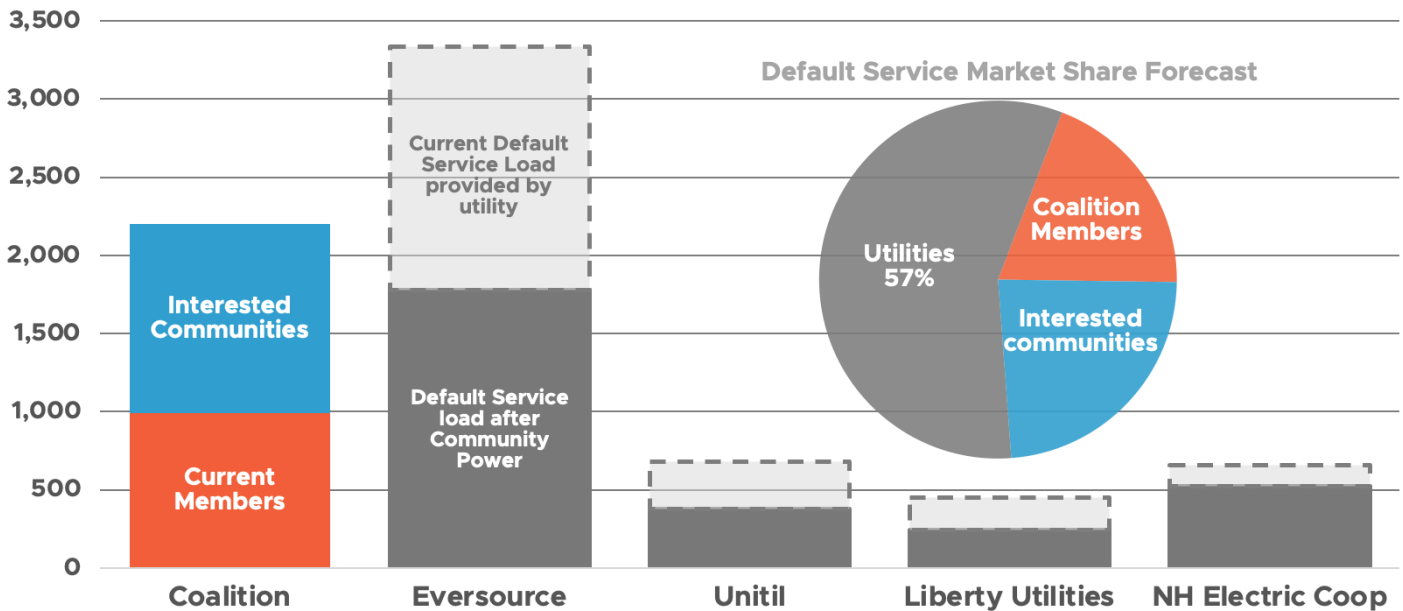 3,500
3,000
2,500
2,000
1,500
1,000
500
0
Interested
Communities
Current
Members
Current Default
Service Load
provided by
utility
Default Service
load after
Community
Power
Default Service Market Share Forecast
Utilities
57%
Coalition
Members
Interested
communities
Coalition
Eversource
Unitil
Liberty Utilities
NH Electric Coop